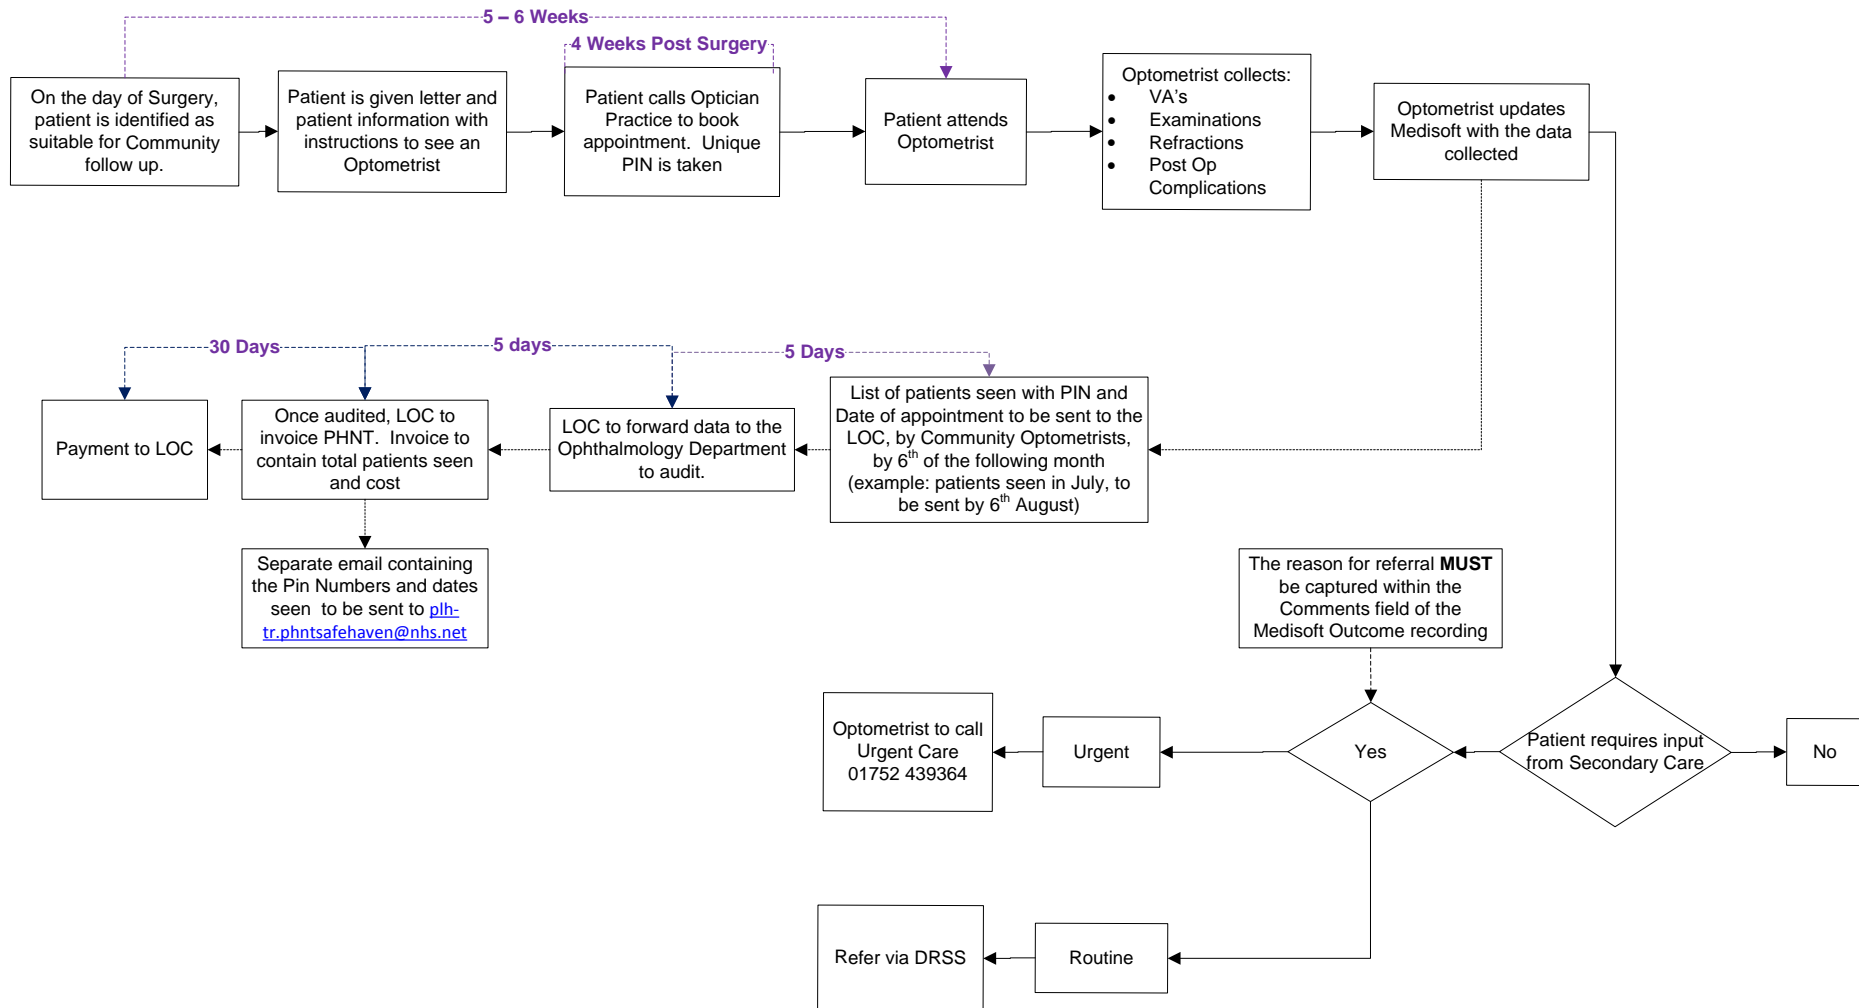 5 – 6 Weeks
4 Weeks Post Surgery
On the day of Surgery,
patient is identified as
suitable for Community
follow up.
Patient is given letter and
patient information with
instructions to see an
Optometrist
Patient calls Optician
Practice to book
appointment. Unique
PIN is taken
Patient attends
Optometrist
Optometrist collects:
• VA's
• Examinations
• Refractions
• Post Op
Complications
Optometrist updates
Medisoft with the data
collected
30 Days
5 days
5 Days
Payment to LOC
Once audited, LOC to
invoice PHNT. Invoice to
contain total patients seen
and cost
LOC to forward data to the
Ophthalmology Department
to audit.
List of patients seen with PIN and
Date of appointment to be sent to the
LOC, by Community Optometrists,
by 6th of the following month
(example: patients seen in July, to
be sent by 6th August)
Separate email containing
the Pin Numbers and dates
seen to be sent to plh-
tr.phntsafehaven@nhs.net
The reason for referral MUST
be captured within the
Comments field of the
Medisoft Outcome recording
Optometrist to call
Urgent Care
01752 439364
Urgent
Yes
Patient requires input
from Secondary Care
No
Refer via DRSS
Routine